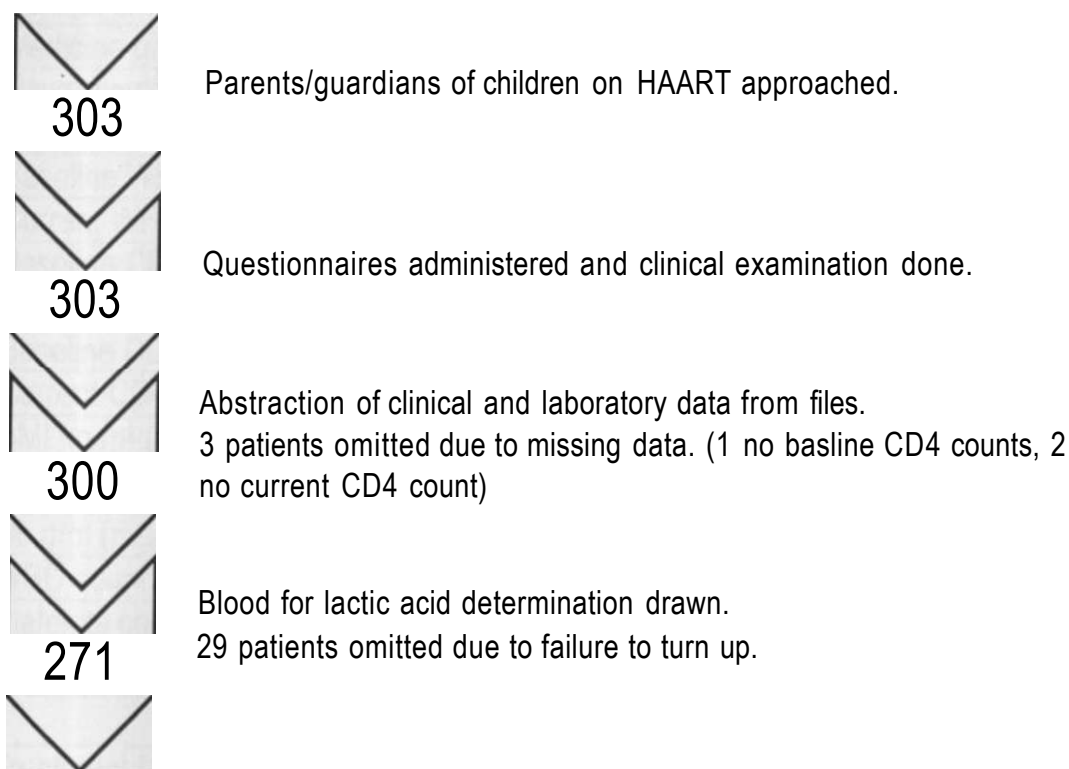 Parents/guardians of children on HAART approached.
303
Questionnaires administered and clinical examination done.
303
Abstraction of clinical and laboratory data from files.
3 patients omitted due to missing data. (1 no basline CD4 counts, 2
no current CD4 count)
300
Blood for lactic acid determination drawn.
29 patients omitted due to failure to turn up.
271